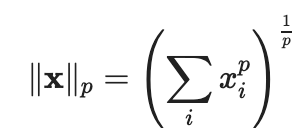 ‖x‖_p = (∑_i x_i^p)^{1/p}